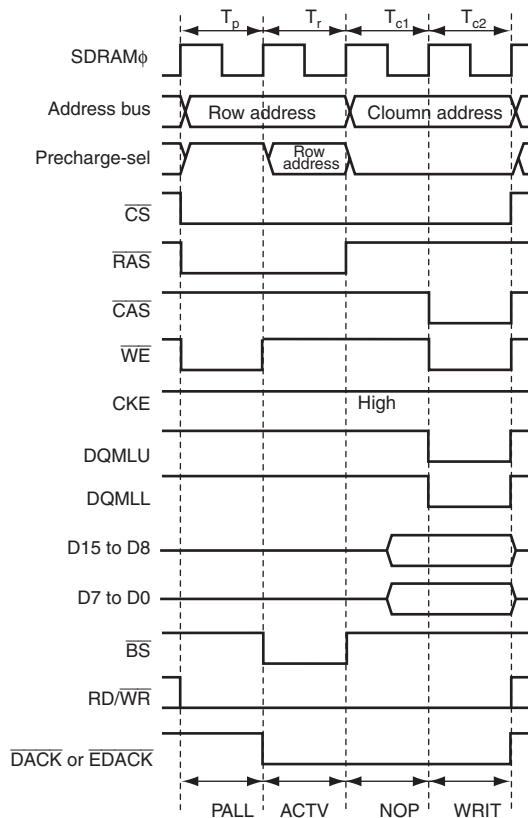 Tp Tr Tc1 Tc2
SDRAMϕ
Address bus Row address Cloumn address
Precharge-sel Row address
CS
RAS
CAS
WE
CKE High
DQMLU
DQMLL
D15 to D8
D7 to D0
BS
RD/WR
DACK or EDACK
PALL ACTV NOP WRIT